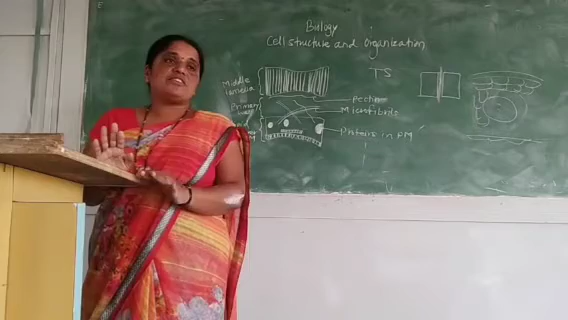 Biology
Cell structure and Organization
TS
Middle
lamella
Pectin
Primary
Microfibrils
Proteins in PM